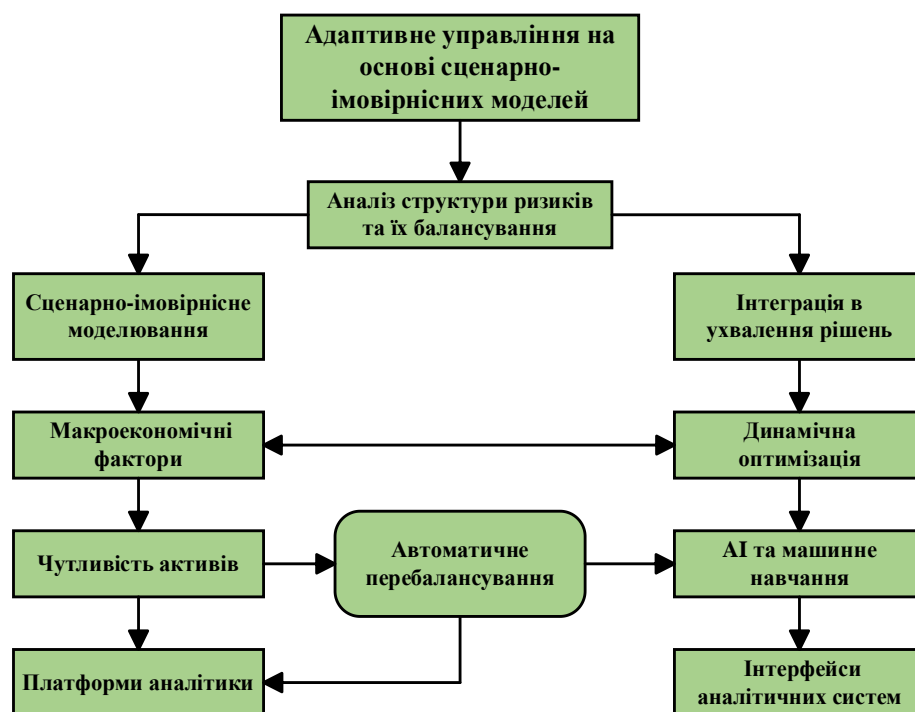 Адаптивне управління на
основі сценарно-
імовірнісних моделей
Аналіз структури ризиків
та їх балансування
Сценарно-імовірнісне
моделювання
Інтеграція в
ухвалення рішень
Макроекономічні
фактори
Динамічна
оптимізація
Чутливість активів
Автоматичне
перебалансування
АІ та машинне
навчання
Платформи аналітики
Інтерфейси
аналітичних систем